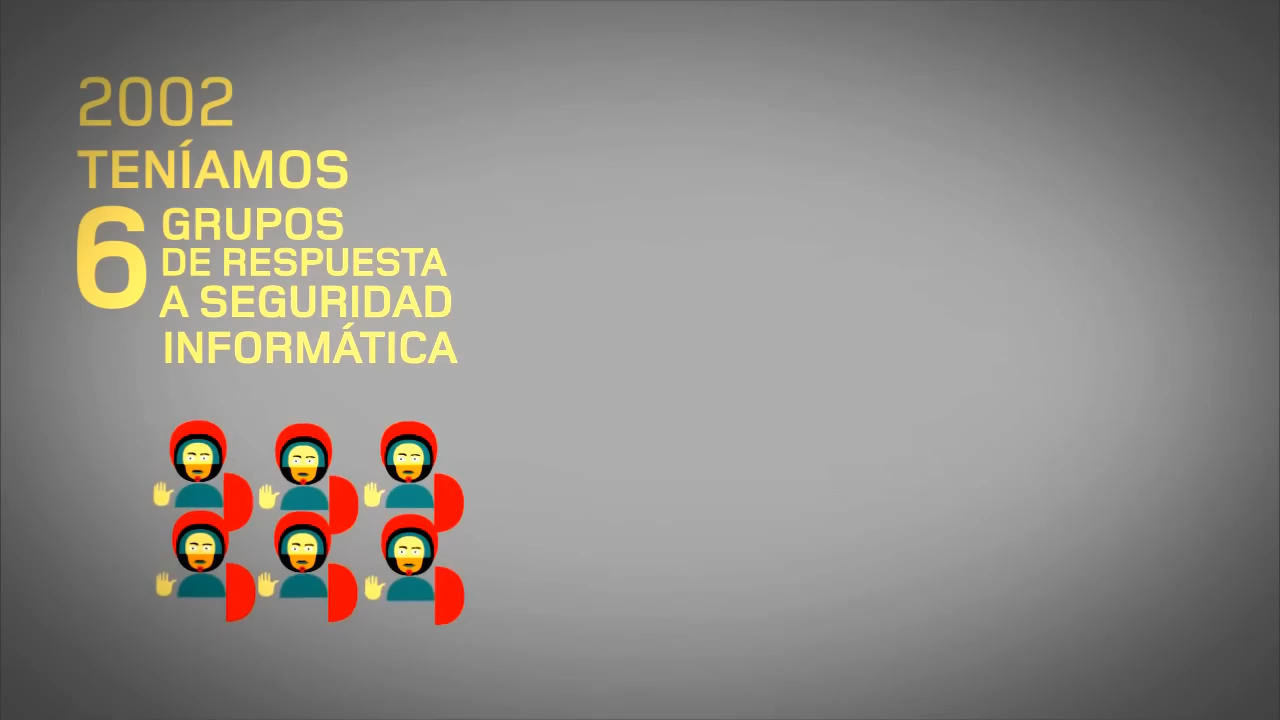 2002
TENÍAMOS
6 GRUPOS
DE RESPUESTA
A SEGURIDAD
INFORMÁTICA